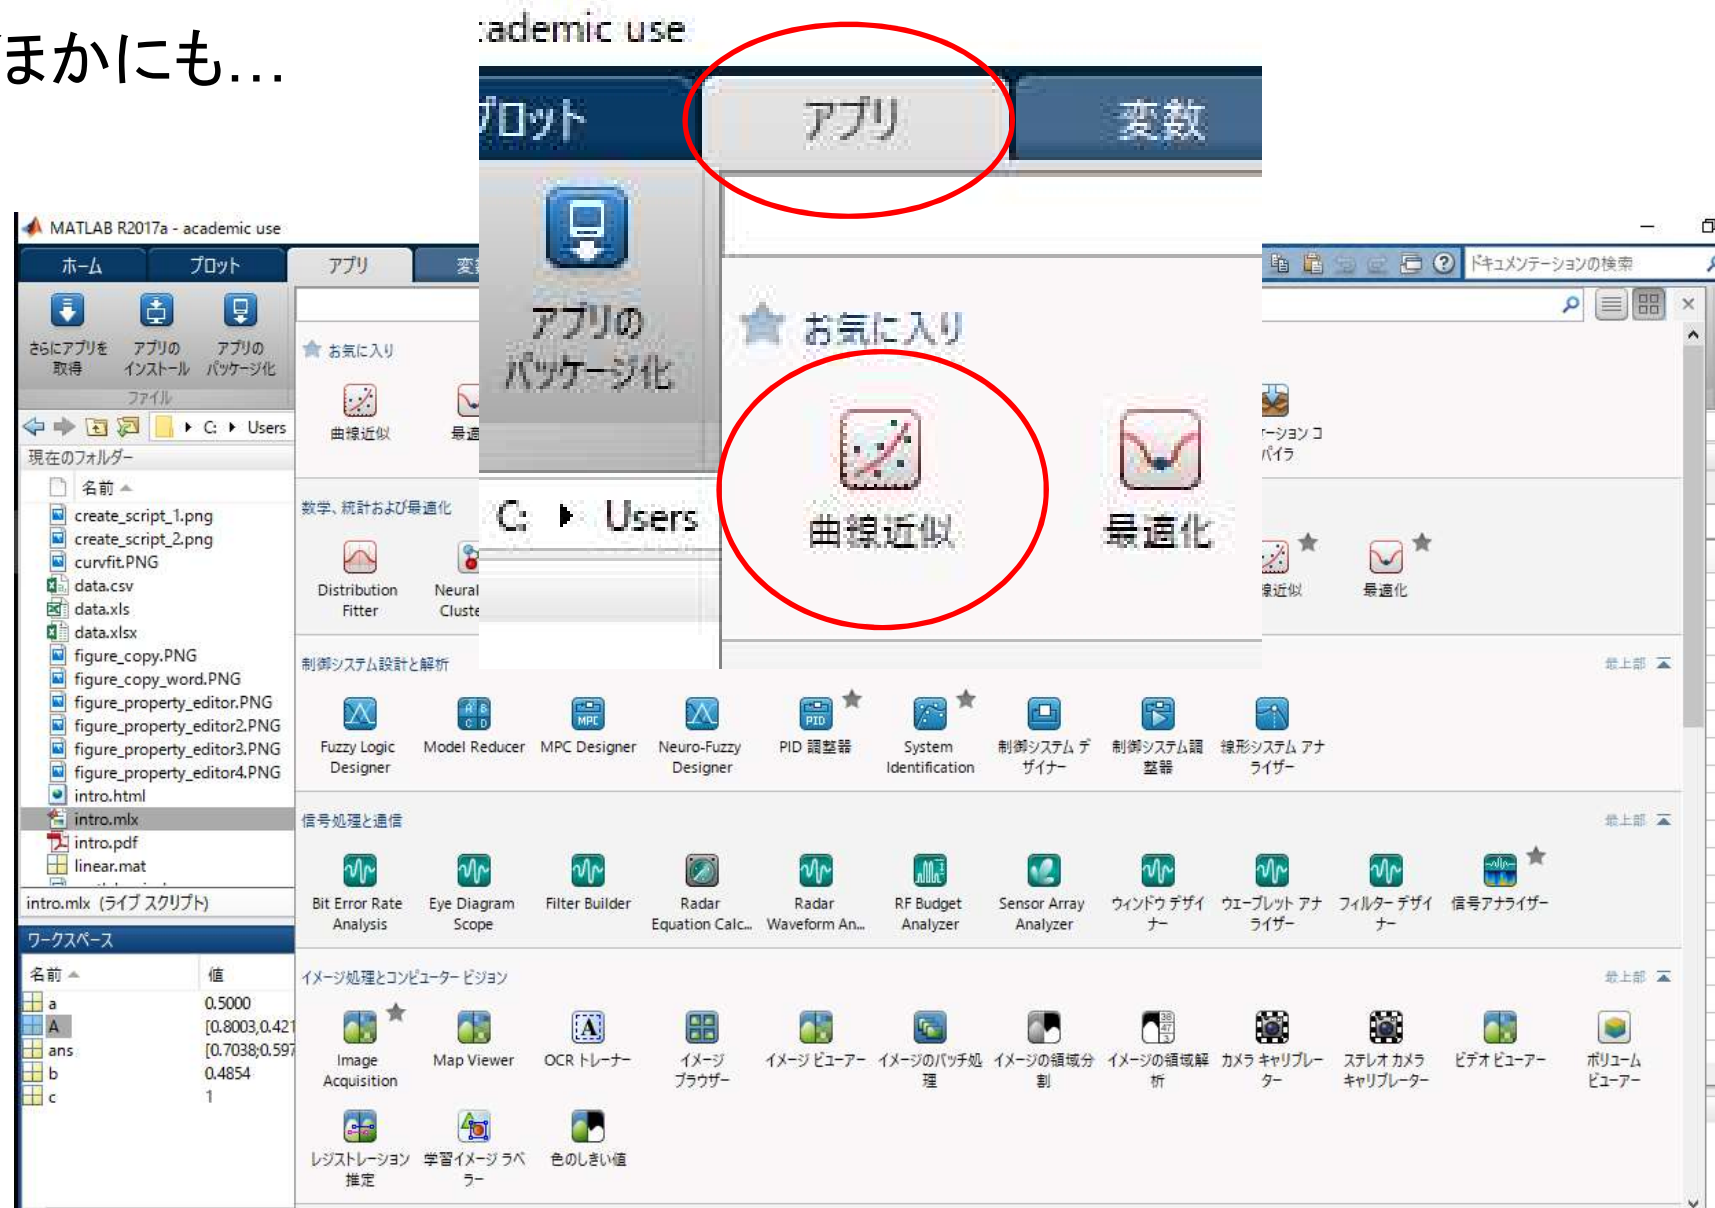 ほかにも…
cademic use
プロット
アプリ
変数
アプリの
パッケージ化
お気に入り
曲線近似
最適化
C: Users
MATLAB R2017a - academic use
ホーム
プロット
アプリ
ドキュメンテーションの検索
さらにアプリを
取得
アプリの
インストール
アプリの
パッケージ化
ファイル
お気に入り
曲線近似
C: Users
現在のフォルダー
名前
create_script_1.png
create_script_2.png
curvfit.PNG
data.csv
data.xls
data.xlsx
figure_copy.PNG
figure_copy_word.PNG
figure_property_editor.PNG
figure_property_editor2.PNG
figure_property_editor3.PNG
figure_property_editor4.PNG
intro.html
intro.mlx
intro.pdf
linear.mat
intro.mlx (ライブ スクリプト)
ワークスペース
名前 値
a 0.5000
A [0.8003,0.421
ans [0.7038;0.597
b 0.4854
c 1
数学、統計および最適化
Distribution
Fitter
Neural
Cluste
線近似
最適化
制御システム設計と解析
最上部
Fuzzy Logic
Designer
Model Reducer
MPC Designer
Neuro-Fuzzy
Designer
PID 調整器
System
Identification
制御システム デ
ザイナー
制御システム調
整器
線形システム アナ
ライザー
信号処理と通信
最上部
Bit Error Rate
Analysis
Eye Diagram
Scope
Filter Builder
Radar
Equation Calc...
Radar
Waveform An...
RF Budget
Analyzer
Sensor Array
Analyzer
ウィンドウ デザイ
ナー
ウエーブレット アナ
ライザー
フィルター デザイ
ナー
信号アナライザー
イメージ処理とコンピューター ビジョン
最上部
Image
Acquisition
Map Viewer
OCR トレーナー
イメージ
ブラウザー
イメージ ビューアー
イメージのバッチ処
理
イメージの領域分
割
イメージの領域解
析
カメラ キャリブレー
ター
ステレオ カメラ
キャリブレーター
ビデオ ビューアー
ボリューム
ビューアー
レジストレーション
推定
学習イメージ ラベ
ラー
色のしきい値